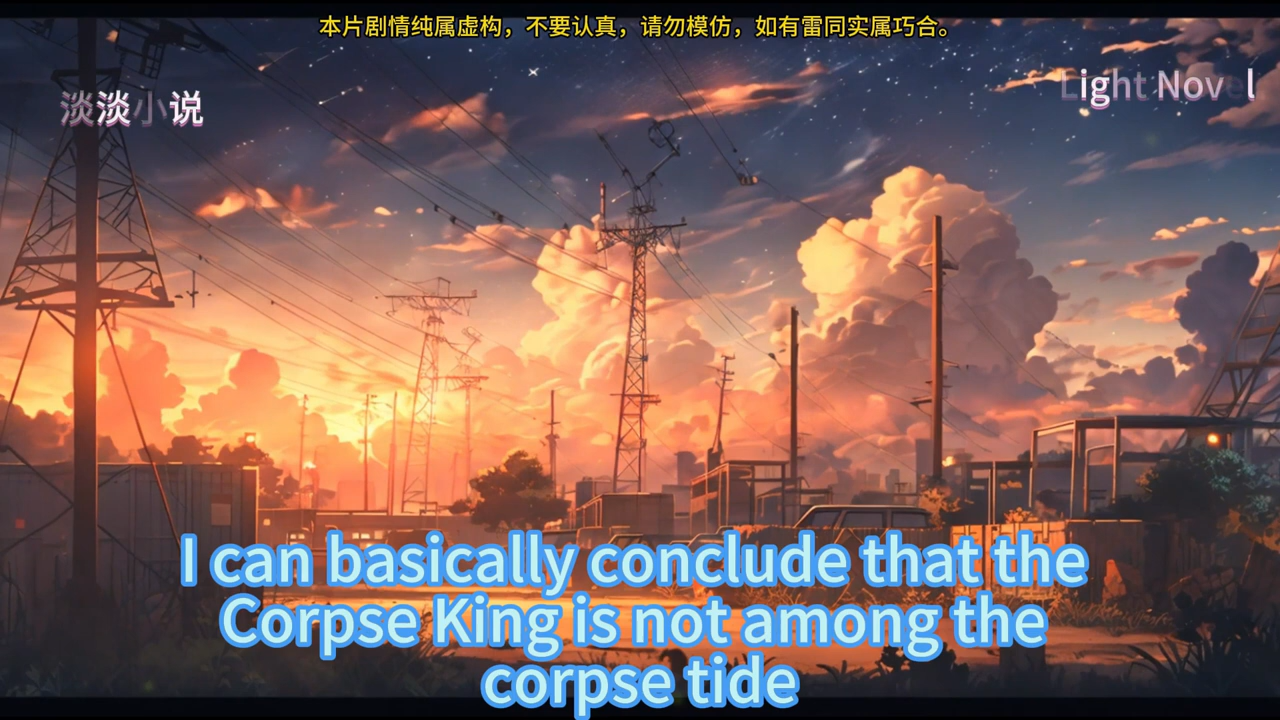 本片剧情纯属虚构，不要认真，请勿模仿，如有雷同实属巧合。
淡淡小说
Light Novel
I can basically conclude that the
Corpse King is not among the
corpse tide